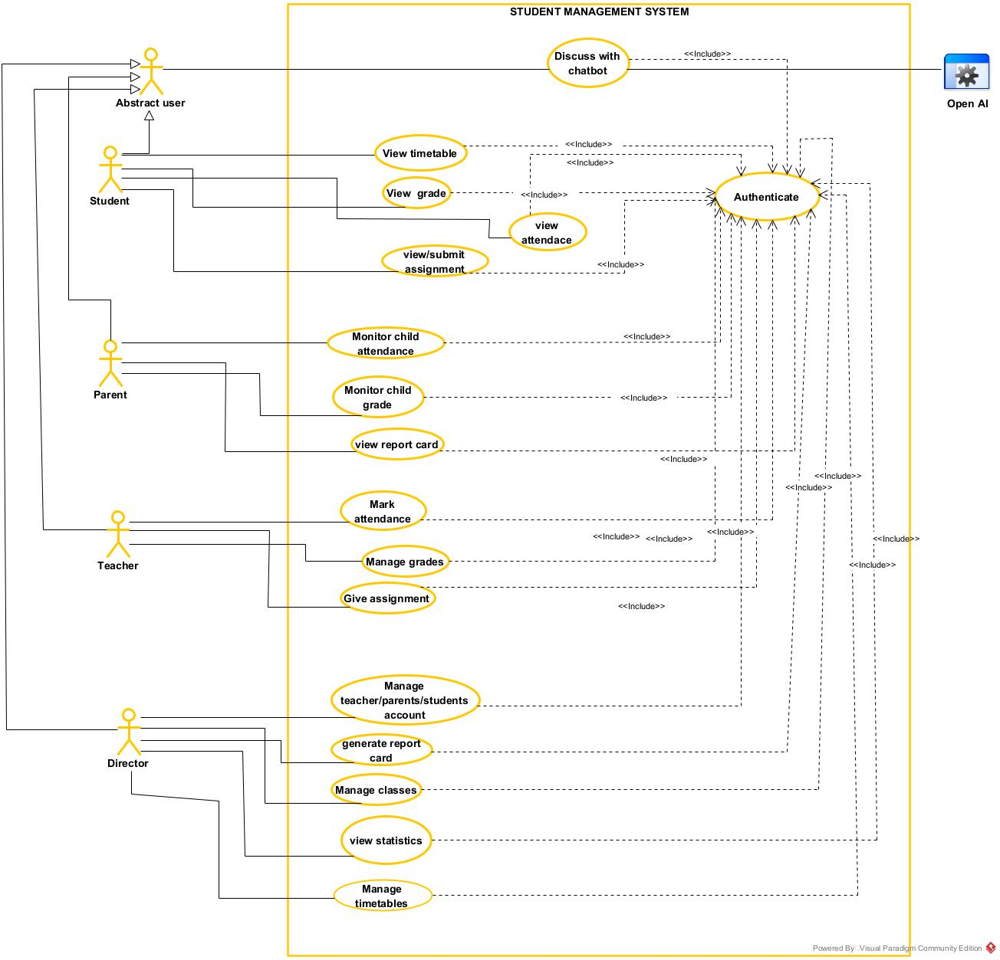 STUDENT MANAGEMENT SYSTEM
Discuss with
chatbot
<<Include>>
Abstract user
Open AI
View timetable
<<Include>>
<<Include>>
Student
View grade
<<Include>>
Authenticate
view
attendace
view/submit
assignment
<<Include>>
Monitor child
attendance
<<Include>>
Parent
Monitor child
grade
<<Include>>
view report card
<<Include>>
<<Include>>
<<Include>>
Mark
attendance
<<Include>>
<<Include>>
<<Include>>
<<Include>>
Teacher
Manage grades
<<Include>>
Give assignment
<<Include>>
Manage
teacher/parents/students
account
Director
generate report
card
Manage classes
view statistics
Manage
timetables
Powered By Visual Paradigm Community Edition